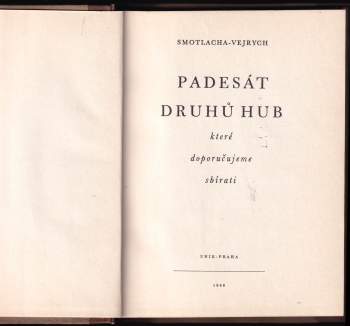 SMOTLACHA-VEJRYCH
PADESÁT
DRUHŮ HUB
které
doporučujeme
sbírati
UNIE-PRAHA